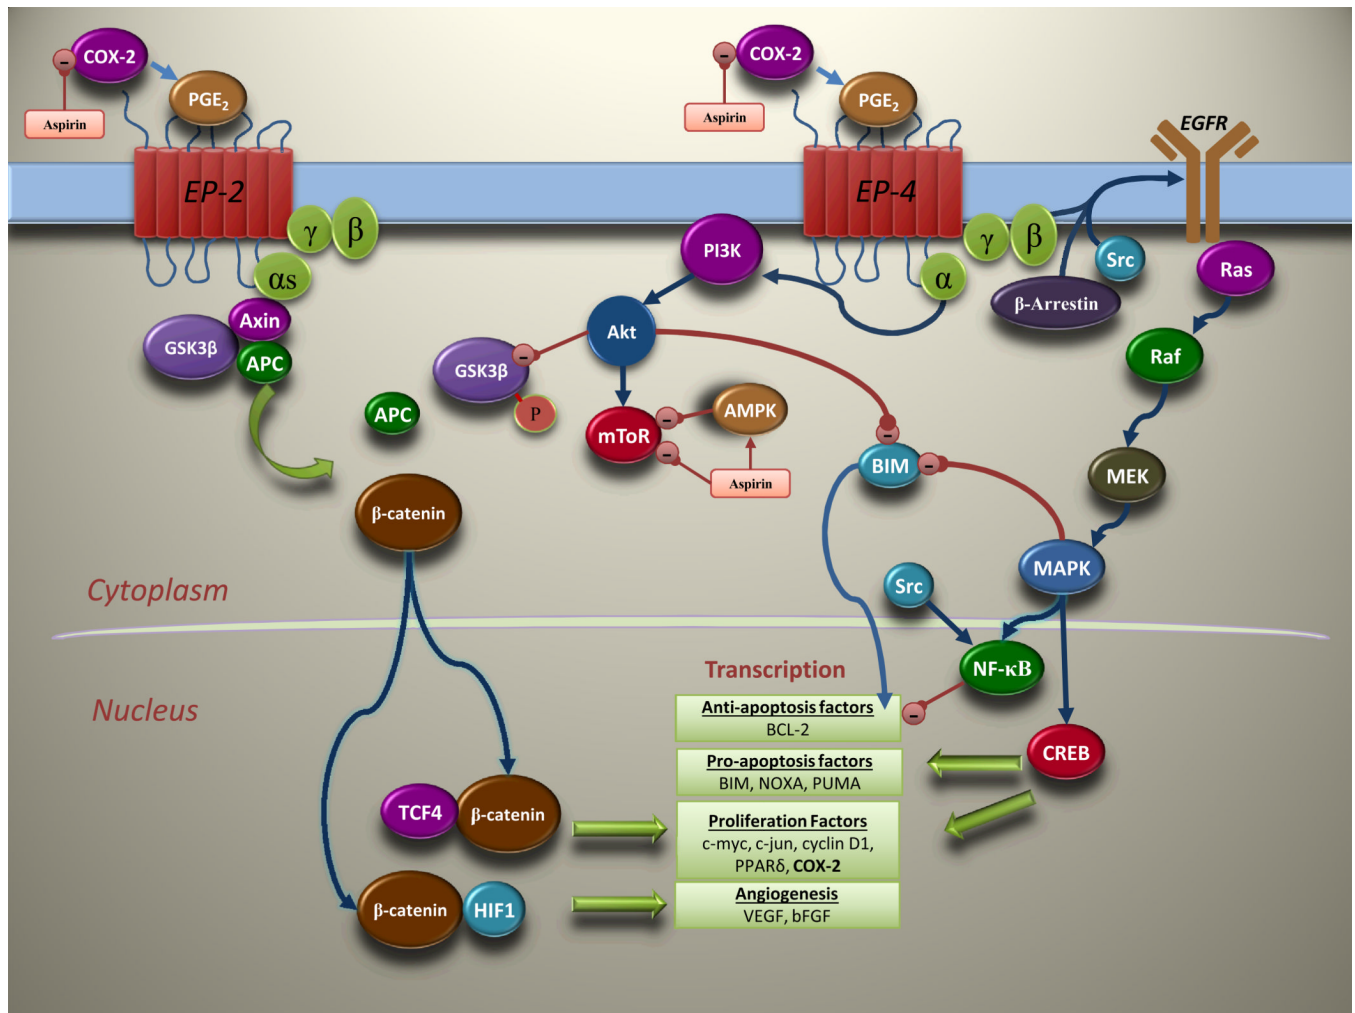 COX-2
PGE2
Aspirin
EP-2
γ
β
αs
Axin
GSK3β
APC
APC
β-catenin
COX-2
PGE2
Aspirin
EP-4
γ
β
α
EGFR
Src
β-Arrestin
Ras
Raf
MEK
MAPK
PI3K
Akt
GSK3β
P
mToR
AMPK
Aspirin
BIM
Src
NF-κB
CREB
Cytoplasm
Nucleus
Transcription
Anti-apoptosis factors
BCL-2
Pro-apoptosis factors
BIM, NOXA, PUMA
Proliferation Factors
c-myc, c-jun, cyclin D1,
PPARδ, COX-2
Angiogenesis
VEGF, bFGF
TCF4
β-catenin
β-catenin
HIF1
-
-
-
-
-
-
-
-